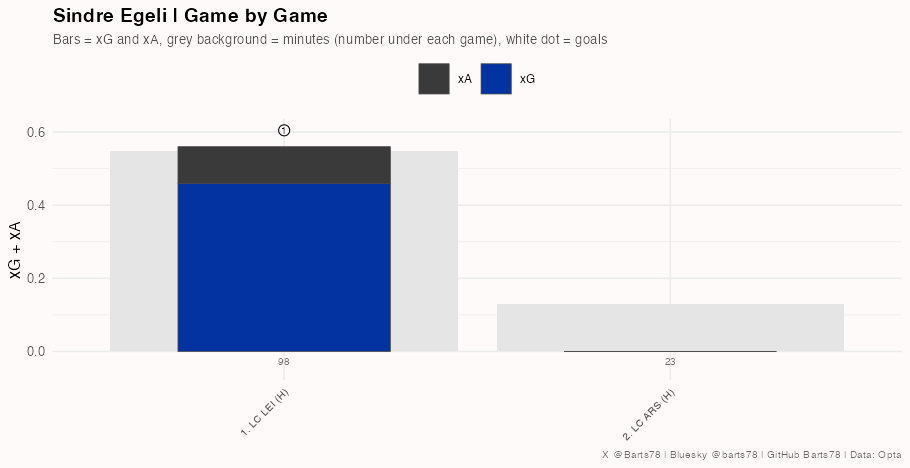 Sindre Egeli | Game by Game
Bars = xG and xA, grey background = minutes (number under each game), white dot = goals
xA xG
xG + xA
0.6
0.4
0.2
0.0
1
98 23
1. LC LEI (H) 2. LC ARS (H)
X @Barts78 | Bluesky @barts78 | GitHub Barts78 | Data: Opta